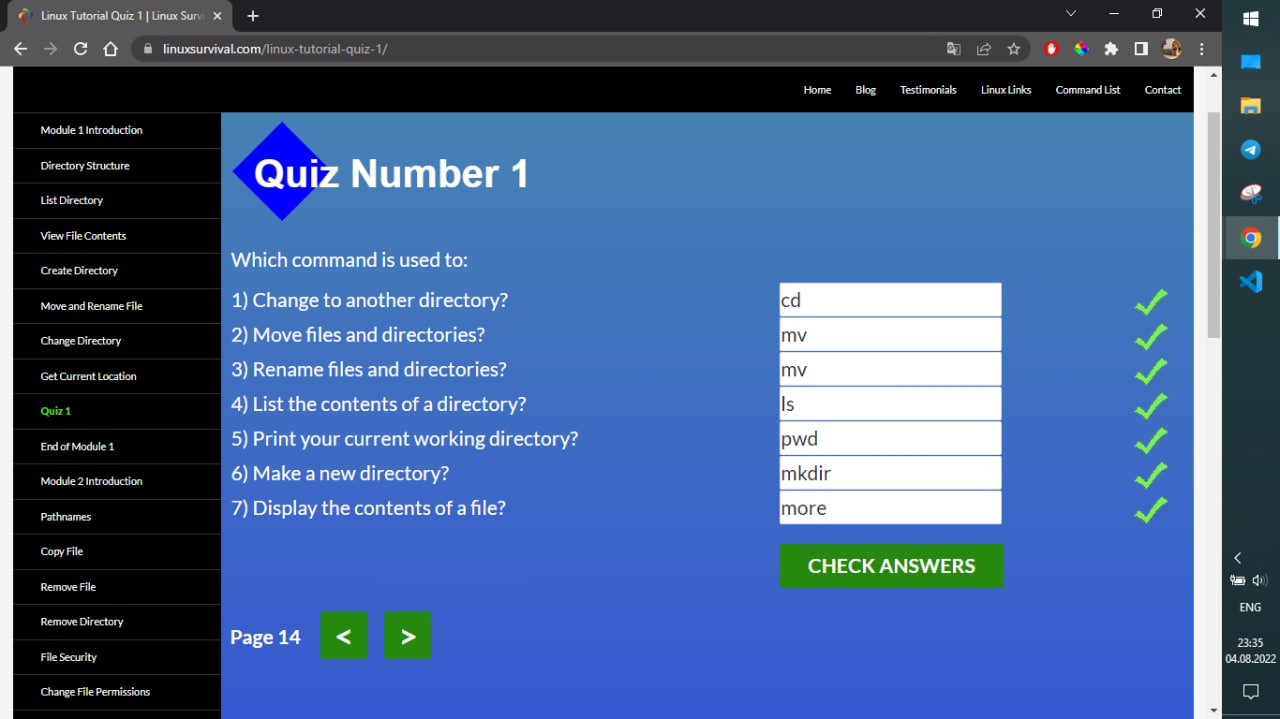 Linux Tutorial Quiz 1 | Linux Surv
linuxsurvival.com/linux-tutorial-quiz-1/
Home Blog Testimonials Linux Links Command List Contact
Module 1 Introduction
Directory Structure
List Directory
View File Contents
Create Directory
Move and Rename File
Change Directory
Get Current Location
Quiz 1
End of Module 1
Module 2 Introduction
Pathnames
Copy File
Remove File
Remove Directory
File Security
Change File Permissions
Quiz Number 1
Which command is used to:
1) Change to another directory? cd
2) Move files and directories? mv
3) Rename files and directories? mv
4) List the contents of a directory? ls
5) Print your current working directory? pwd
6) Make a new directory? mkdir
7) Display the contents of a file? more
CHECK ANSWERS
Page 14 < >
ENG
23:35
04.08.2022